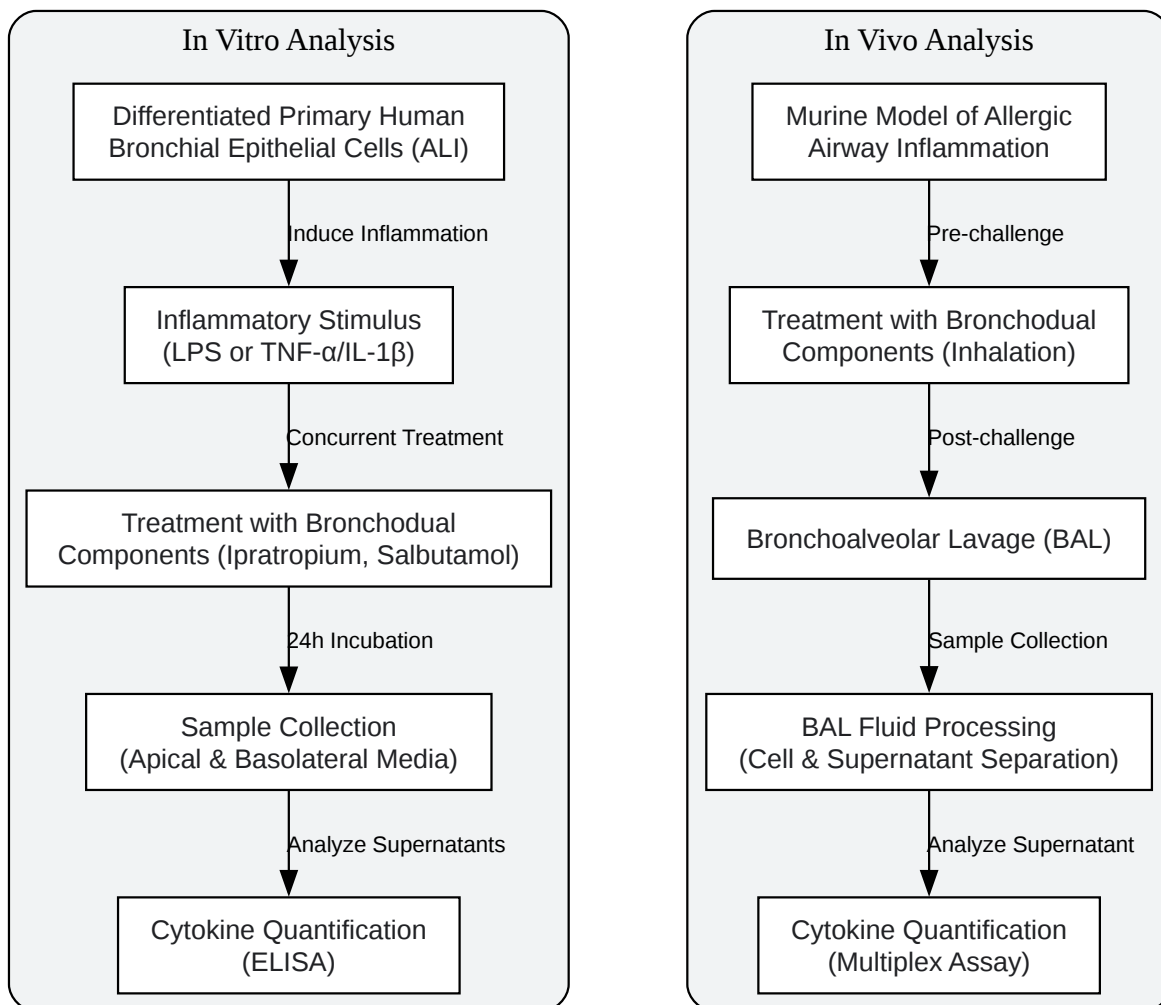 In Vitro Analysis
Differentiated Primary Human
Bronchial Epithelial Cells (ALI)
Induce Inflammation
Inflammatory Stimulus
(LPS or TNF-α/IL-1β)
Concurrent Treatment
Treatment with Bronchodual
Components (Ipratropium, Salbutamol)
24h Incubation
Sample Collection
(Apical & Basolateral Media)
Analyze Supernatants
Cytokine Quantification
(ELISA)
In Vivo Analysis
Murine Model of Allergic
Airway Inflammation
Pre-challenge
Treatment with Bronchodual
Components (Inhalation)
Post-challenge
Bronchoalveolar Lavage (BAL)
Sample Collection
BAL Fluid Processing
(Cell & Supernatant Separation)
Analyze Supernatant
Cytokine Quantification
(Multiplex Assay)